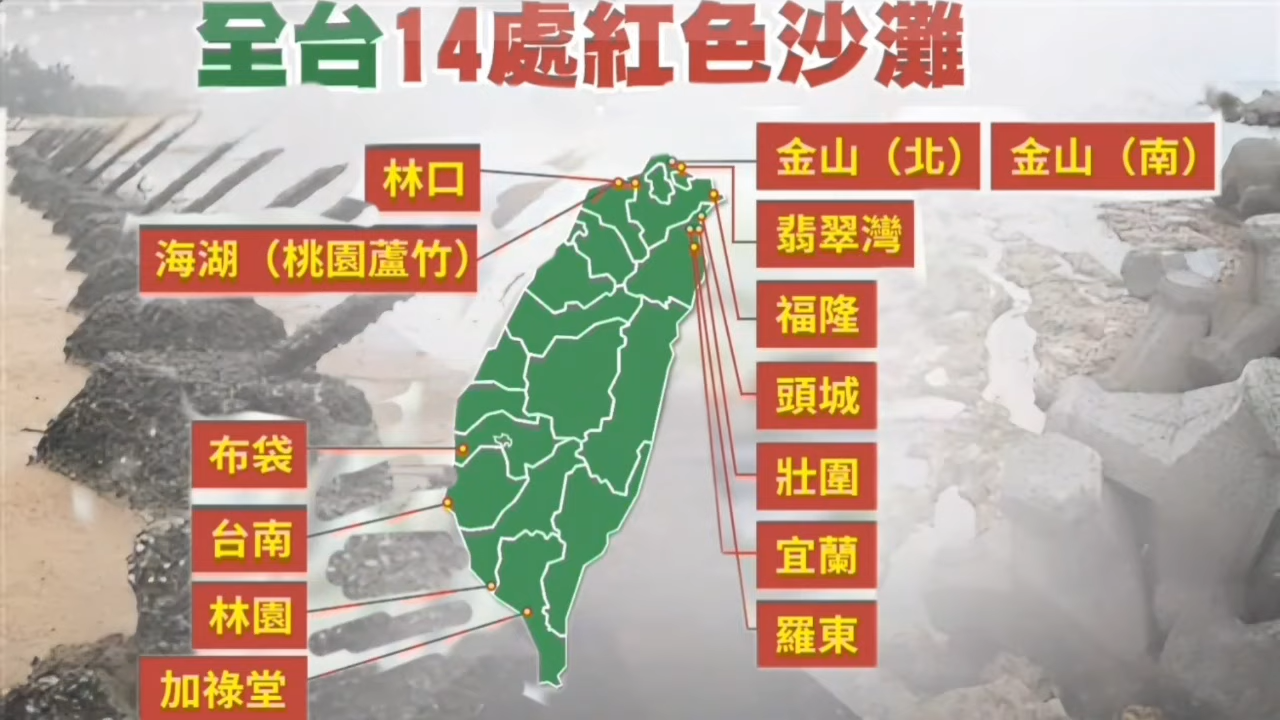 全台14處紅色沙灘
林口
海湖（桃園蘆竹）
布袋
台南
林園
加祿堂
金山（北） 金山（南）
翡翠灣
福隆
頭城
壯圍
宜蘭
羅東